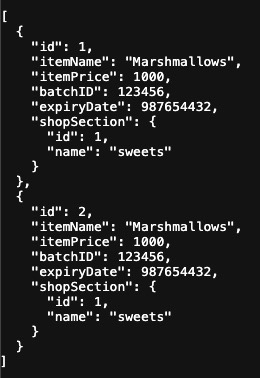 [
  {
    "id": 1,
    "itemName": "Marshmallows",
    "itemPrice": 1000,
    "batchID": 123456,
    "expiryDate": 987654432,
    "shopSection": {
      "id": 1,
      "name": "sweets"
    }
  },
  {
    "id": 2,
    "itemName": "Marshmallows",
    "itemPrice": 1000,
    "batchID": 123456,
    "expiryDate": 987654432,
    "shopSection": {
      "id": 1,
      "name": "sweets"
    }
  }
]